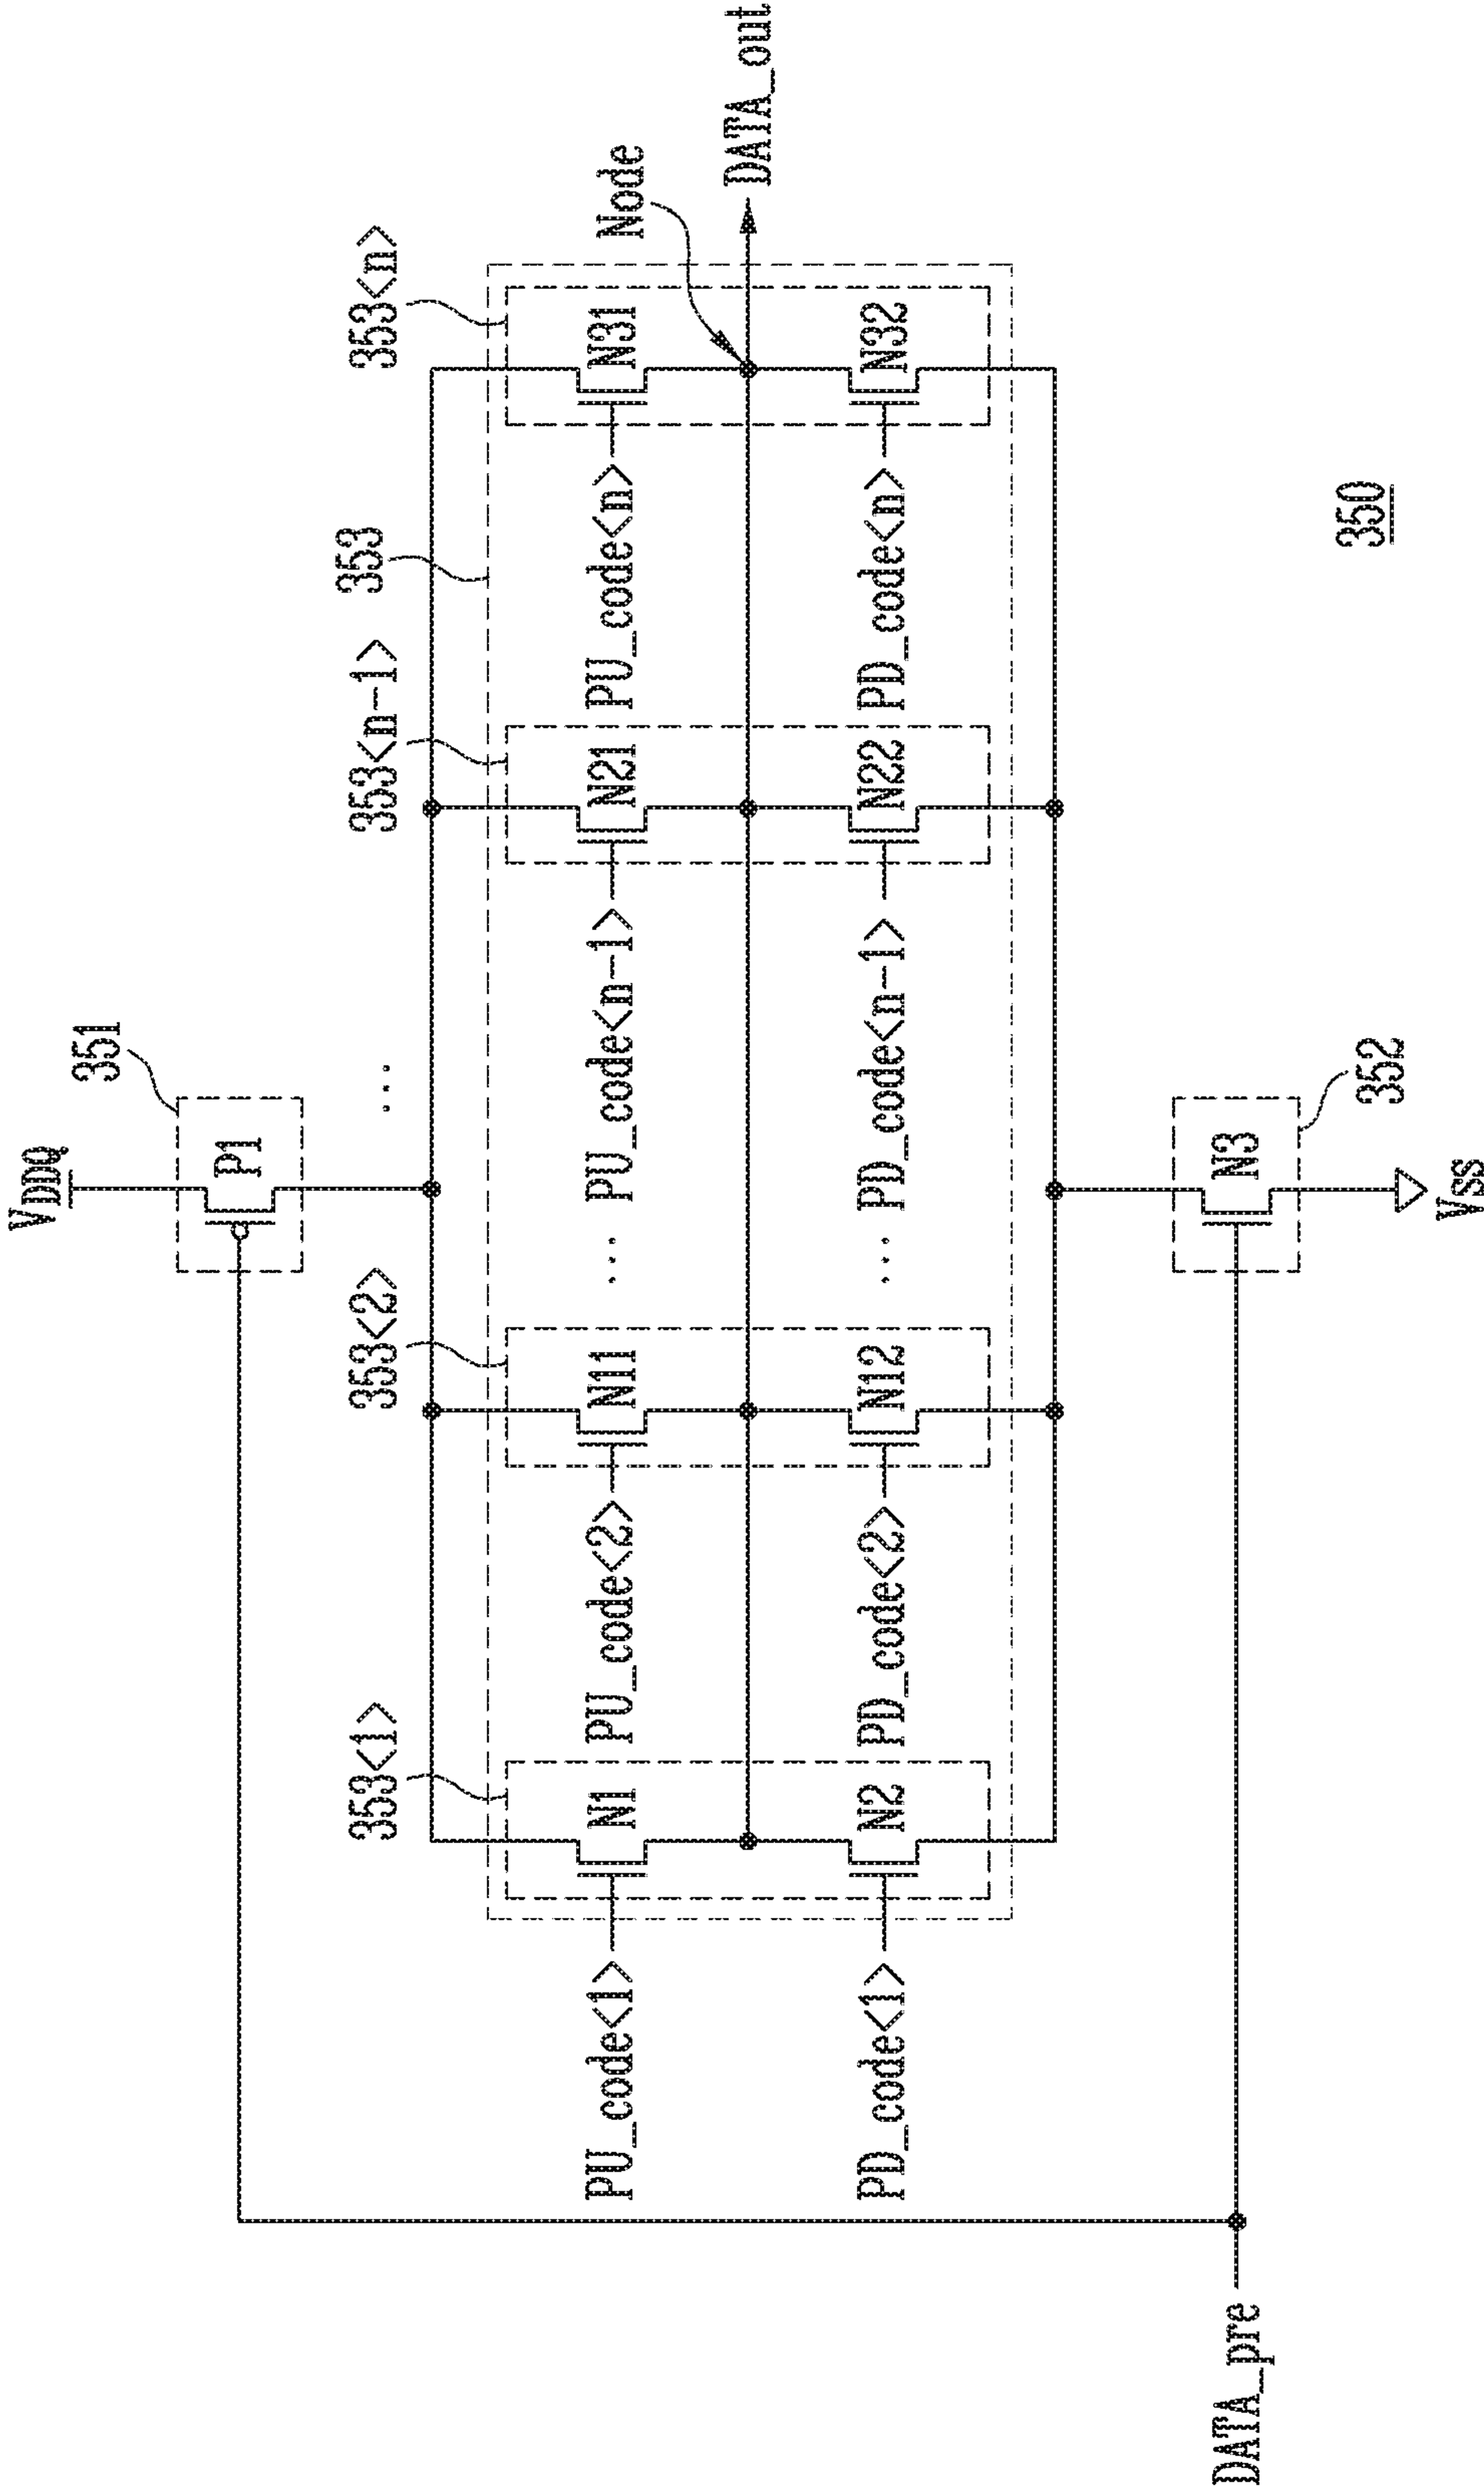 VDDQ
351
P1
353<1>
353<2>
...
353<n-1>
353
353<n>
N1
N11
N21
N31
Node
PU_code<1>
PU_code<2>
...
PU_code<n-1>
PU_code<n>
DATA_out
N2
N12
N22
N32
PD_code<1>
PD_code<2>
...
PD_code<n-1>
PD_code<n>
N3
DATA_pre
352
VSS
350